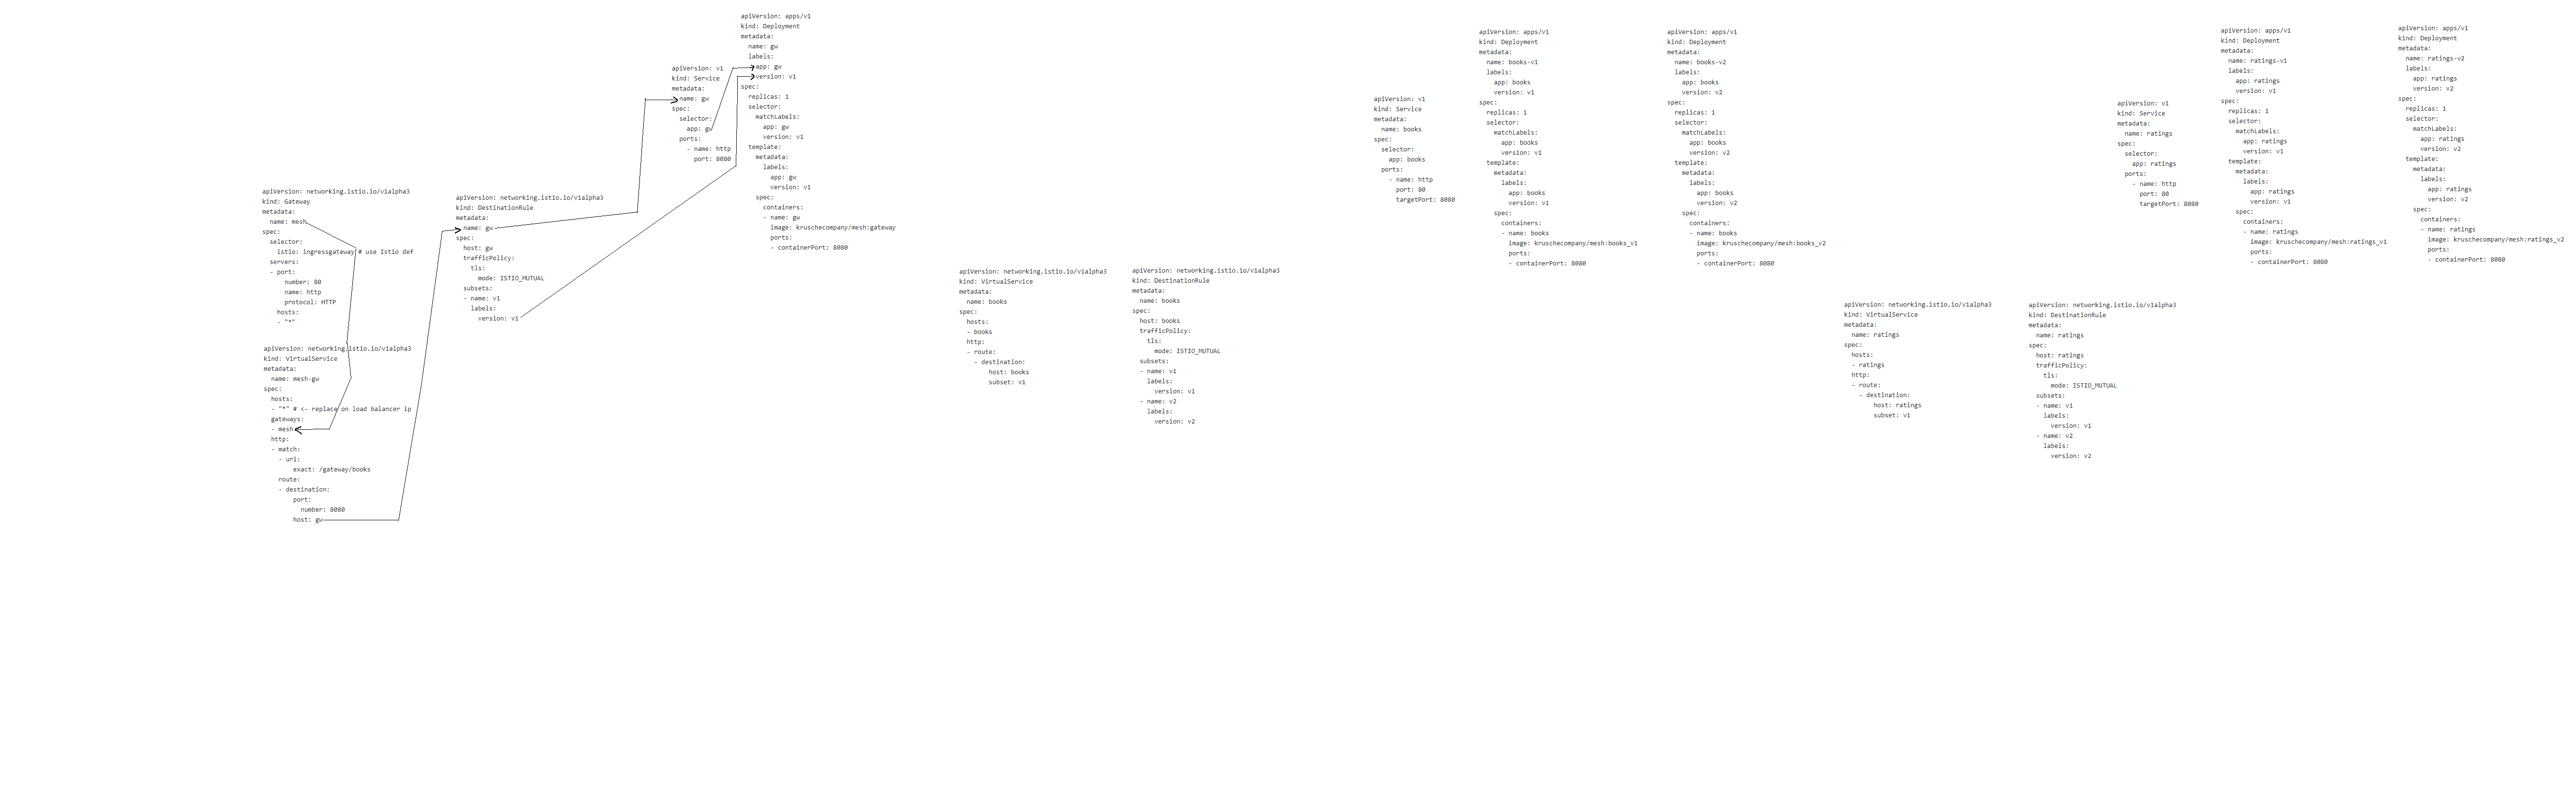 apiVersion: networking.istio.io/v1alpha3
kind: Gateway
metadata:
  name: mesh
spec:
  selector:
    istio: ingressgateway # use Istio def
  servers:
  - port:
      number: 80
      name: http
      protocol: HTTP
    hosts:
    - "*"
apiVersion: networking.istio.io/v1alpha3
kind: VirtualService
metadata:
  name: mesh-gw
spec:
  hosts:
  - "*" # <- replace on load balancer ip
  gateways:
  - mesh
  http:
  - match:
    - uri:
        exact: /gateway/books
    route:
    - destination:
        port:
          number: 8080
        host: gw
apiVersion: networking.istio.io/v1alpha3
kind: DestinationRule
metadata:
  name: gw
spec:
  host: gw
  trafficPolicy:
    tls:
      mode: ISTIO_MUTUAL
  subsets:
  - name: v1
    labels:
      version: v1
apiVersion: v1
kind: Service
metadata:
  name: gw
spec:
  selector:
    app: gw
  ports:
    - name: http
      port: 8080
apiVersion: apps/v1
kind: Deployment
metadata:
  name: gw
  labels:
    app: gw
    version: v1
spec:
  replicas: 1
  selector:
    matchLabels:
      app: gw
      version: v1
  template:
    metadata:
      labels:
        app: gw
        version: v1
    spec:
      containers:
      - name: gw
        image: kruschecompany/mesh:gateway
        ports:
        - containerPort: 8080
apiVersion: networking.istio.io/v1alpha3
kind: VirtualService
metadata:
  name: books
spec:
  hosts:
  - books
  http:
  - route:
    - destination:
        host: books
        subset: v1
apiVersion: networking.istio.io/v1alpha3
kind: DestinationRule
metadata:
  name: books
spec:
  host: books
  trafficPolicy:
    tls:
      mode: ISTIO_MUTUAL
  subsets:
  - name: v1
    labels:
      version: v1
  - name: v2
    labels:
      version: v2
apiVersion: v1
kind: Service
metadata:
  name: books
spec:
  selector:
    app: books
  ports:
    - name: http
      port: 80
      targetPort: 8080
apiVersion: apps/v1
kind: Deployment
metadata:
  name: books-v1
  labels:
    app: books
    version: v1
spec:
  replicas: 1
  selector:
    matchLabels:
      app: books
      version: v1
  template:
    metadata:
      labels:
        app: books
        version: v1
    spec:
      containers:
      - name: books
        image: kruschecompany/mesh:books_v1
        ports:
        - containerPort: 8080
apiVersion: apps/v1
kind: Deployment
metadata:
  name: books-v2
  labels:
    app: books
    version: v2
spec:
  replicas: 1
  selector:
    matchLabels:
      app: books
      version: v2
  template:
    metadata:
      labels:
        app: books
        version: v2
    spec:
      containers:
      - name: books
        image: kruschecompany/mesh:books_v2
        ports:
        - containerPort: 8080
apiVersion: networking.istio.io/v1alpha3
kind: VirtualService
metadata:
  name: ratings
spec:
  hosts:
  - ratings
  http:
  - route:
    - destination:
        host: ratings
        subset: v1
apiVersion: networking.istio.io/v1alpha3
kind: DestinationRule
metadata:
  name: ratings
spec:
  host: ratings
  trafficPolicy:
    tls:
      mode: ISTIO_MUTUAL
  subsets:
  - name: v1
    labels:
      version: v1
  - name: v2
    labels:
      version: v2
apiVersion: v1
kind: Service
metadata:
  name: ratings
spec:
  selector:
    app: ratings
  ports:
    - name: http
      port: 80
      targetPort: 8080
apiVersion: apps/v1
kind: Deployment
metadata:
  name: ratings-v1
  labels:
    app: ratings
    version: v1
spec:
  replicas: 1
  selector:
    matchLabels:
      app: ratings
      version: v1
  template:
    metadata:
      labels:
        app: ratings
        version: v1
    spec:
      containers:
      - name: ratings
        image: kruschecompany/mesh:ratings_v1
        ports:
        - containerPort: 8080
apiVersion: apps/v1
kind: Deployment
metadata:
  name: ratings-v2
  labels:
    app: ratings
    version: v2
spec:
  replicas: 1
  selector:
    matchLabels:
      app: ratings
      version: v2
  template:
    metadata:
      labels:
        app: ratings
        version: v2
    spec:
      containers:
      - name: ratings
        image: kruschecompany/mesh:ratings_v2
        ports:
        - containerPort: 8080